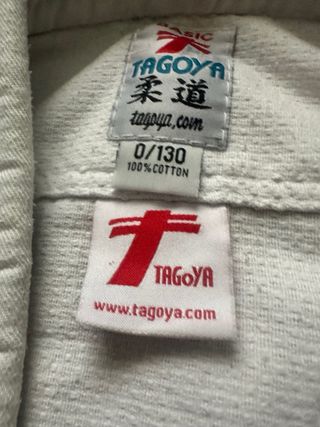 BASIC
TAGOYA
柔道
tagoya.com
0/130
100% COTTON
TAGoYA
www.tagoya.com